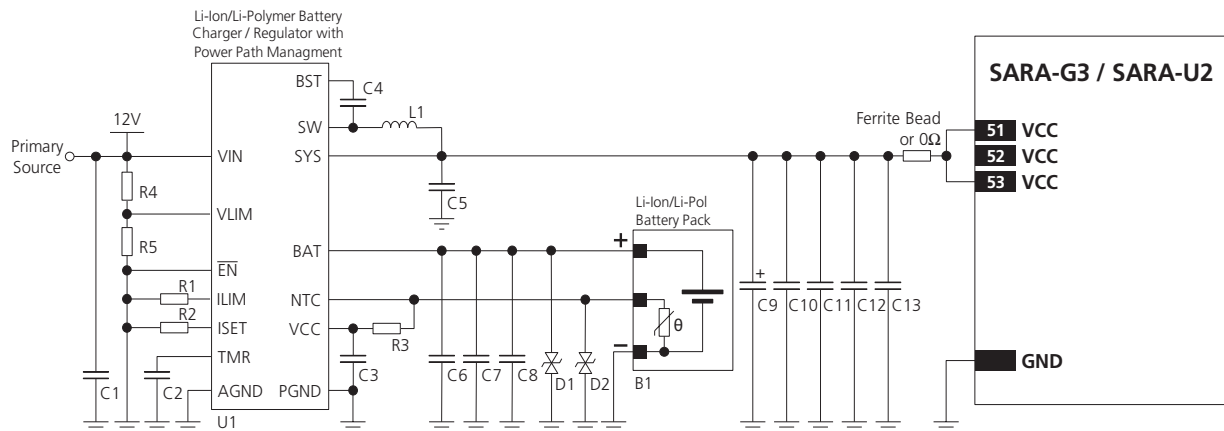 Li-Ion/Li-Polymer Battery
Charger / Regulator with
Power Path Managment
12V
Primary
Source
R4
R5
R1
R2
C1
C2
VIN
VLIM
EN
ILIM
ISET
TMR
AGND
BST
SW
SYS
BAT
NTC
VCC
PGND
U1
C4
L1
C5
R3
C3
C6
C7
C8
D1
D2
Li-Ion/Li-Pol
Battery Pack
+
θ
–
B1
+
C9
C10
C11
C12
C13
Ferrite Bead
or 0Ω
SARA-G3 / SARA-U2
51 VCC
52 VCC
53 VCC
GND